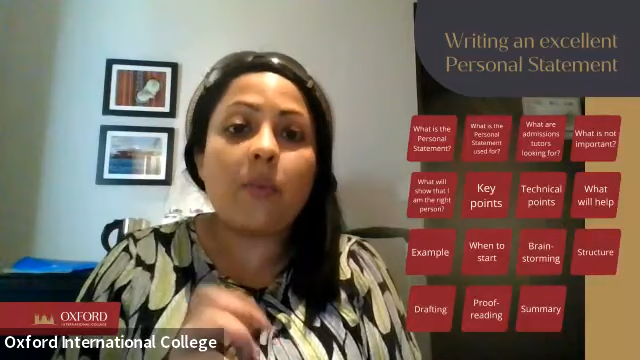 Writing an excellent
Personal Statement
What is the
Personal
Statement?
What is the
Personal
Statement
used for?
What are
admissions
tutors
looking for?
What is not
important?
What will
show that I
am the right
person?
Key
points
Technical
points
What
will help
Example
When to
start
Brain-
storming
Structure
Drafting
Proof-
reading
Summary
OXFORD
INTERNATIONAL COLLEGE
Oxford International College